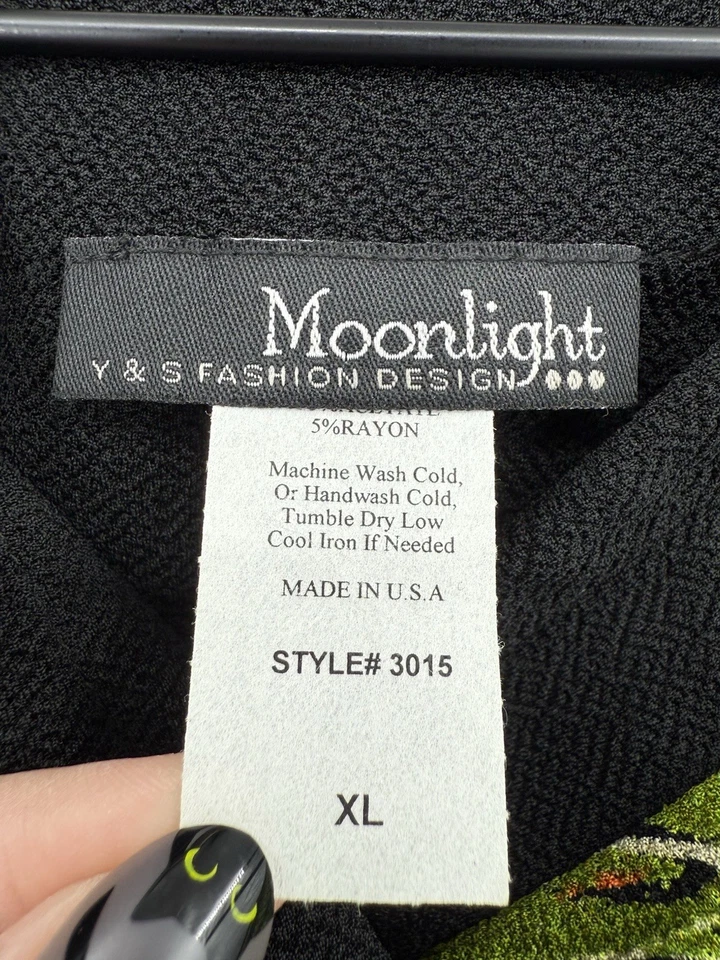 Moonlight
Y & S FASHION DESIGN
5%RAYON
Machine Wash Cold,
Or Handwash Cold,
Tumble Dry Low
Cool Iron If Needed
MADE IN U.S.A
STYLE# 3015
XL